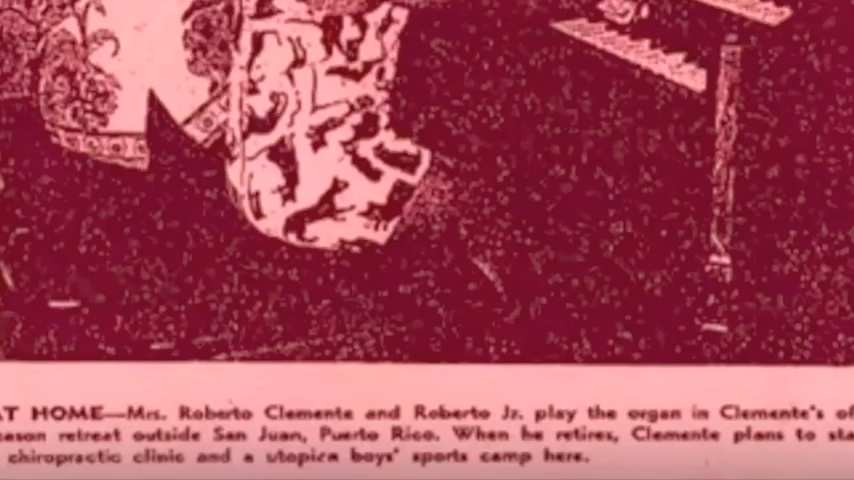 AT HOME—Mrs. Roberto Clemente and Roberto Jr. play the organ in Clemente's of
eason retreat outside San Juan, Puerto Rico. When he retires, Clemente plans to sta
chiropractic clinic and a utopian boys' sports camp here.